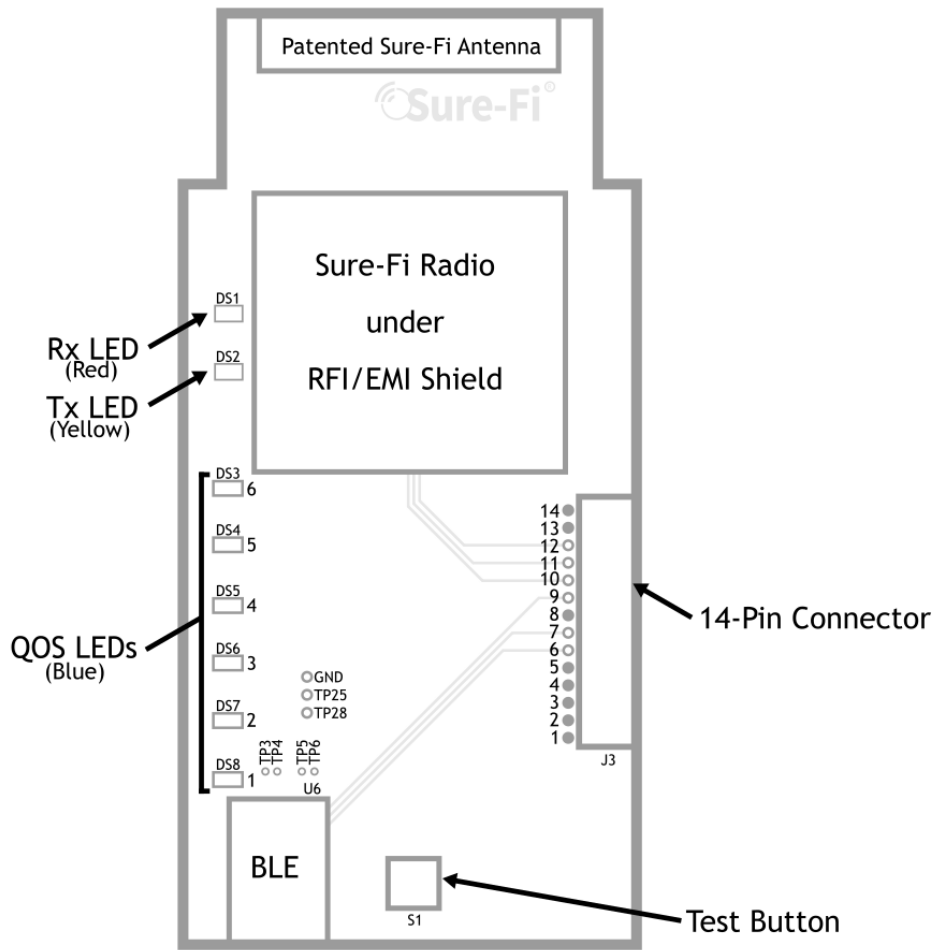 Patented Sure-Fi Antenna
Sure-Fi®
Sure-Fi Radio
under
RFI/EMI Shield
DS1
Rx LED
(Red)
DS2
Tx LED
(Yellow)
DS3
6
DS4
5
DS5
4
QOS LEDs
(Blue)
DS6
3
DS7
2
DS8
1
GND
TP25
TP28
TP3
TP4
TP5
TP6
U6
BLE
14
13
12
11
10
9
8
7
6
5
4
3
2
1
J3
14-Pin Connector
S1
Test Button